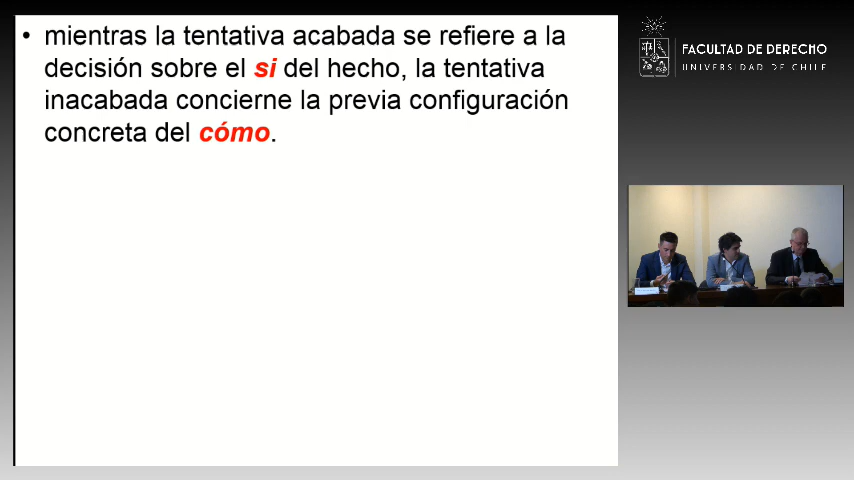 • mientras la tentativa acabada se refiere a la
decisión sobre el si del hecho, la tentativa
inacabada concierne la previa configuración
concreta del cómo.
FACULTAD DE DERECHO
UNIVERSIDAD DE CHILE